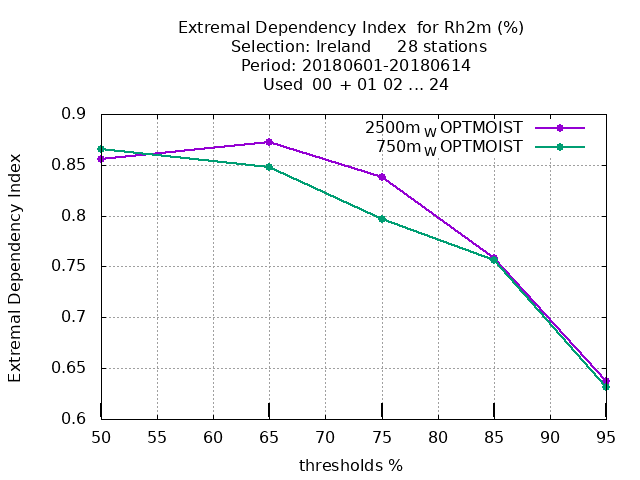 Extremal Dependency Index for Rh2m (%)
Selection: Ireland 28 stations
Period: 20180601-20180614
Used 00 + 01 02 ... 24
0.9
0.85
0.8
0.75
0.7
0.65
0.6
Extremal Dependency Index
2500m W OPTMOIST
750m W OPTMOIST
50 55 60 65 70 75 80 85 90 95
thresholds %